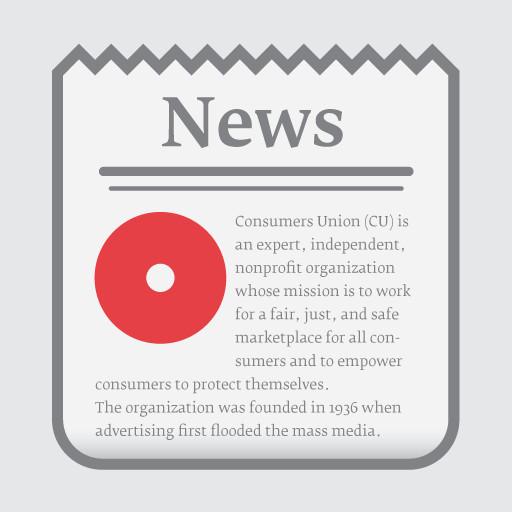 News
Consumers Union (CU) is
an expert, independent,
nonprofit organization
whose mission is to work
for a fair, just, and safe
marketplace for all con-
sumers and to empower
consumers to protect themselves.
The organization was founded in 1936 when
advertising first flooded the mass media.